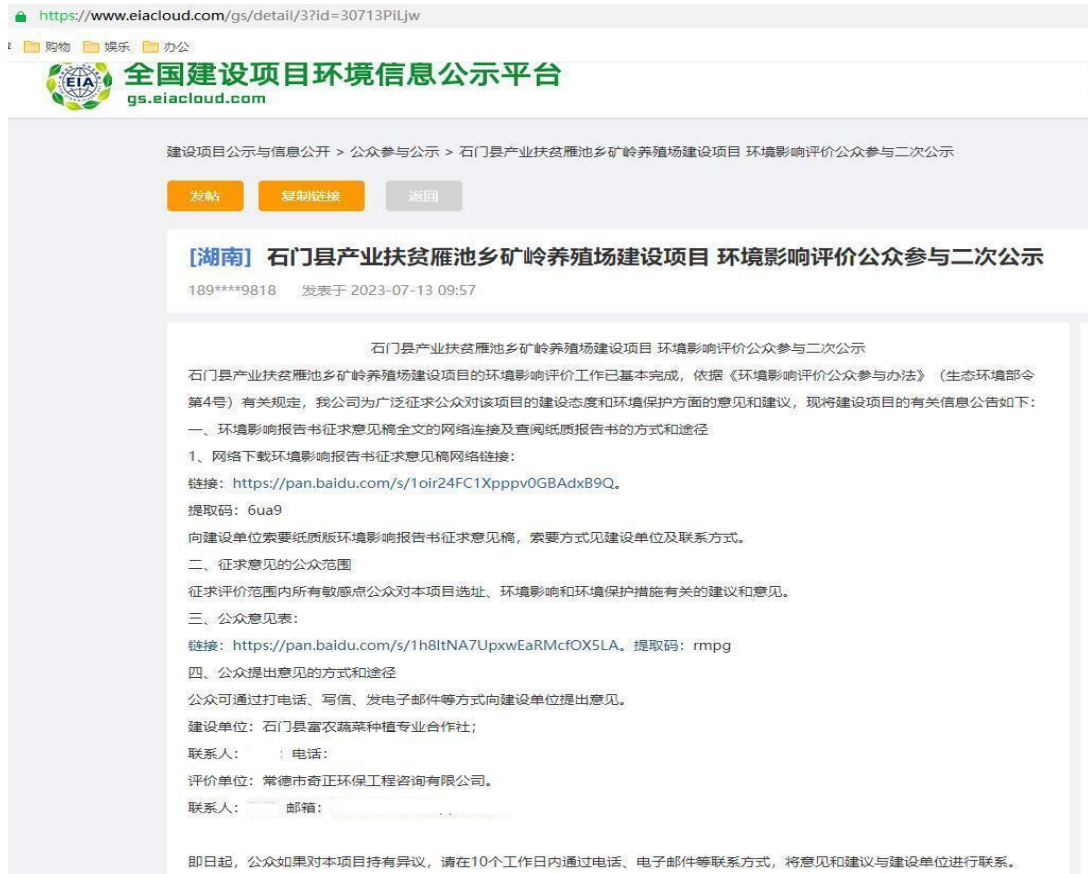 https://www.eiacloud.com/gs/detail/3?id=30713PiLjw
购物 娱乐 办公
EIA 全国建设项目环境信息公示平台
gs.eiacloud.com
建设项目公示与信息公开 > 公众参与公示 > 石门县产业扶贫雁池乡矿岭养殖场建设项目 环境影响评价公众参与二次公示
发帖 复制链接 返回
[湖南] 石门县产业扶贫雁池乡矿岭养殖场建设项目 环境影响评价公众参与二次公示
189****9818 发表于 2023-07-13 09:57
石门县产业扶贫雁池乡矿岭养殖场建设项目 环境影响评价公众参与二次公示
石门县产业扶贫雁池乡矿岭养殖场建设项目的环境影响评价工作已基本完成，依据《环境影响评价公众参与办法》（生态环境部令
第4号）有关规定，我公司为广泛征求公众对该项目的建设态度和环境保护方面的意见和建议，现将建设项目的有关信息公告如下：
一、环境影响报告书征求意见稿全文的网络连接及查阅纸质报告书的方式和途径
1、网络下载环境影响报告书征求意见稿网络链接：
链接：https://pan.baidu.com/s/1oir24FC1Xpppv0GBAdxB9Q。
提取码：6ua9
向建设单位索要纸质版环境影响报告书征求意见稿，索要方式见建设单位及联系方式。
二、征求意见的公众范围
征求评价范围内所有敏感点公众对本项目选址、环境影响和环境保护措施有关的建议和意见。
三、公众意见表：
链接：https://pan.baidu.com/s/1h8ltNA7UpxwEaRMcfOX5LA。提取码：rmpg
四、公众提出意见的方式和途径
公众可通过打电话、写信、发电子邮件等方式向建设单位提出意见。
建设单位：石门县富农蔬菜种植专业合作社；
联系人： ；电话：
评价单位：常德市奇正环保工程咨询有限公司。
联系人： 邮箱：
即日起，公众如果对本项目持有异议，请在10个工作日内通过电话、电子邮件等联系方式，将意见和建议与建设单位进行联系。